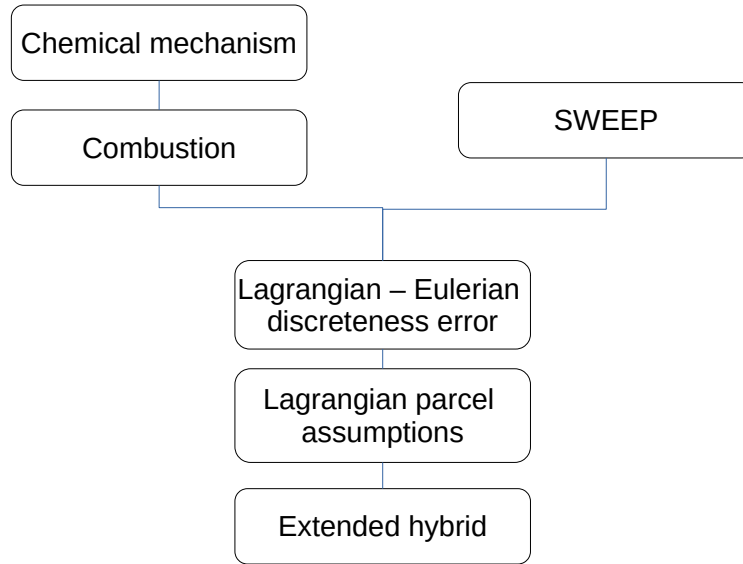 Chemical mechanism
Combustion
SWEEP
Lagrangian – Eulerian
discreteness error
Lagrangian parcel
assumptions
Extended hybrid